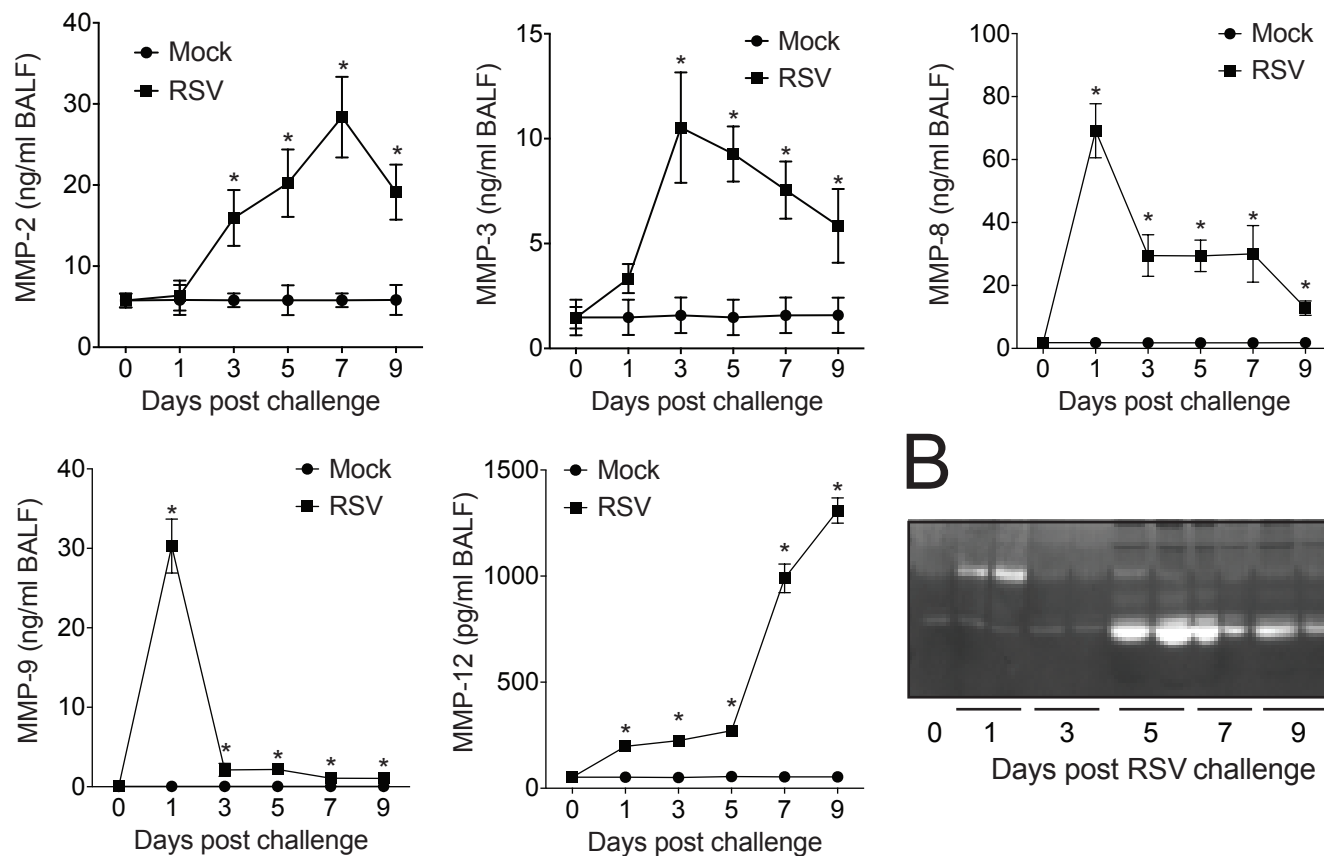 MMP-2 (ng/ml BALF)
40
30
20
10
0
Mock
RSV
*
*
*
*
0 1 3 5 7 9
Days post challenge
MMP-3 (ng/ml BALF)
15
10
5
0
Mock
RSV
*
*
*
*
0 1 3 5 7 9
Days post challenge
MMP-8 (ng/ml BALF)
100
80
60
40
20
0
Mock
RSV
*
*
*
*
*
0 1 3 5 7 9
Days post challenge
MMP-9 (ng/ml BALF)
40
30
20
10
0
Mock
RSV
*
*
*
*
*
0 1 3 5 7 9
Days post challenge
MMP-12 (pg/ml BALF)
1500
1000
500
0
Mock
RSV
*
*
*
*
*
0 1 3 5 7 9
Days post challenge
B
0 1 3 5 7 9
Days post RSV challenge